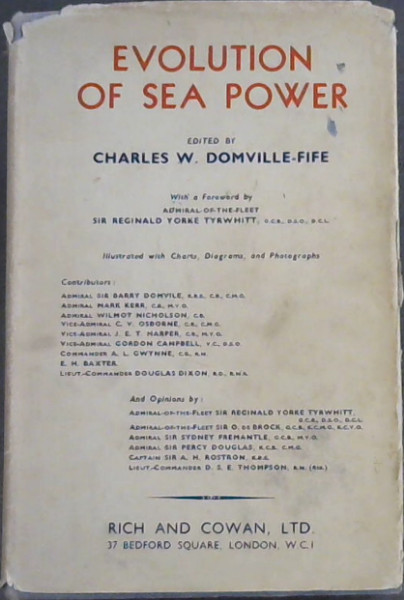 EVOLUTION
OF SEA POWER
EDITED BY
CHARLES W. DOMVILLE-FIFE
With a Foreword by
ADMIRAL-OF-THE-FLEET
SIR REGINALD YORKE TYRWHITT, G.C.B., D.S.O., D.C.L.
Illustrated with Charts, Diagrams, and Photographs
Contributors:
ADMIRAL SIR BARRY DOMVILE, K.B.E., C.B., C.M.G.
ADMIRAL MARK KERR, C.B., M.V.O.
ADMIRAL WILMOT NICHOLSON, C.B.
VICE-ADMIRAL C. V. OSBORNE, C.B., C.M.G.
VICE-ADMIRAL J. E. T. HARPER, C.B., M.V.O.
VICE-ADMIRAL GORDON CAMPBELL, V.C., D.S.O.
COMMANDER A. L. GWYNNE, C.B., R.N.
E. H. BAXTER
LIEUT.-COMMANDER DOUGLAS DIXON, R.D., R.N.R.
And Opinions by:
ADMIRAL-OF-THE-FLEET SIR REGINALD YORKE TYRWHITT,
G.C.B., D.S.O., D.C.L.
ADMIRAL-OF-THE-FLEET SIR O. DE BROCK, G.C.B., K.C.M.G., K.C.V.O.
ADMIRAL SIR SYDNEY FREMANTLE, G.C.B., M.V.O.
ADMIRAL SIR PERCY DOUGLAS, K.C.B., C.M.G.
CAPTAIN SIR A. H. ROSTRON, K.B.E.
LIEUT.-COMMANDER D. S. E. THOMPSON, R.N.
RICH AND COWAN, LTD.
37 BEDFORD SQUARE, LONDON, W.C.1